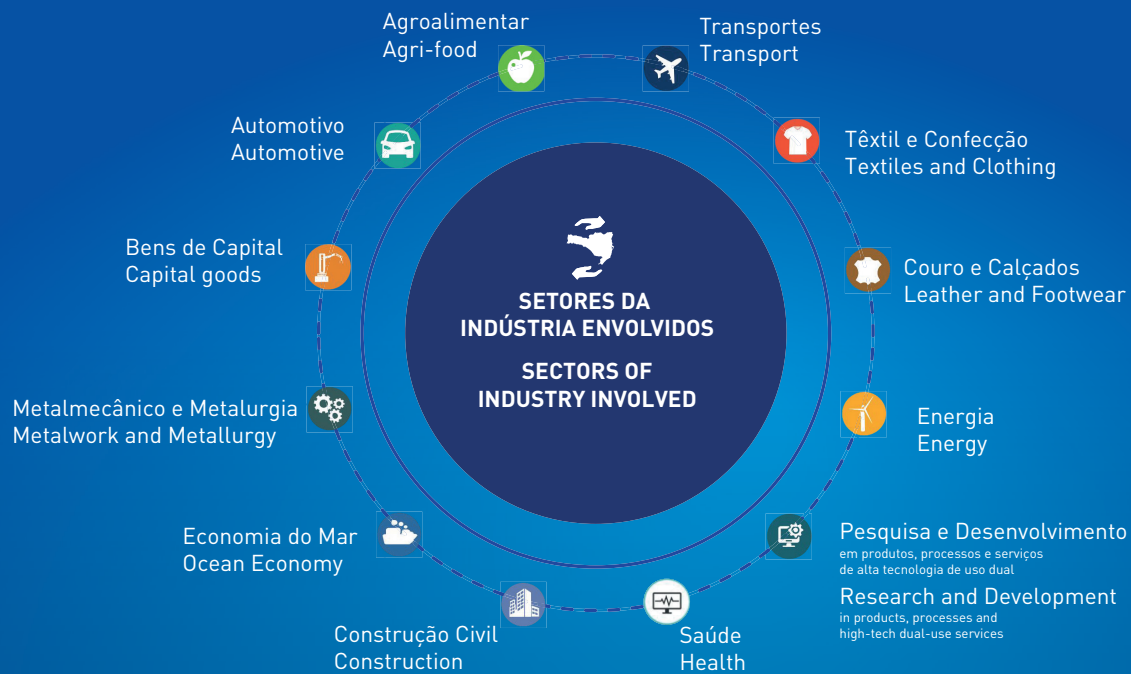 Agroalimentar
Agri-food
Transportes
Transport
Automotivo
Automotive
Têxtil e Confecção
Textiles and Clothing
Bens de Capital
Capital goods
SETORES DA
INDÚSTRIA ENVOLVIDOS
SECTORS OF
INDUSTRY INVOLVED
Couro e Calçados
Leather and Footwear
Metalmecânico e Metalurgia
Metalwork and Metallurgy
Energia
Energy
Economia do Mar
Ocean Economy
Pesquisa e Desenvolvimento
em produtos, processos e serviços
de alta tecnologia de uso dual
Research and Development
in products, processes and
high-tech dual-use services
Construção Civil
Construction
Saúde
Health